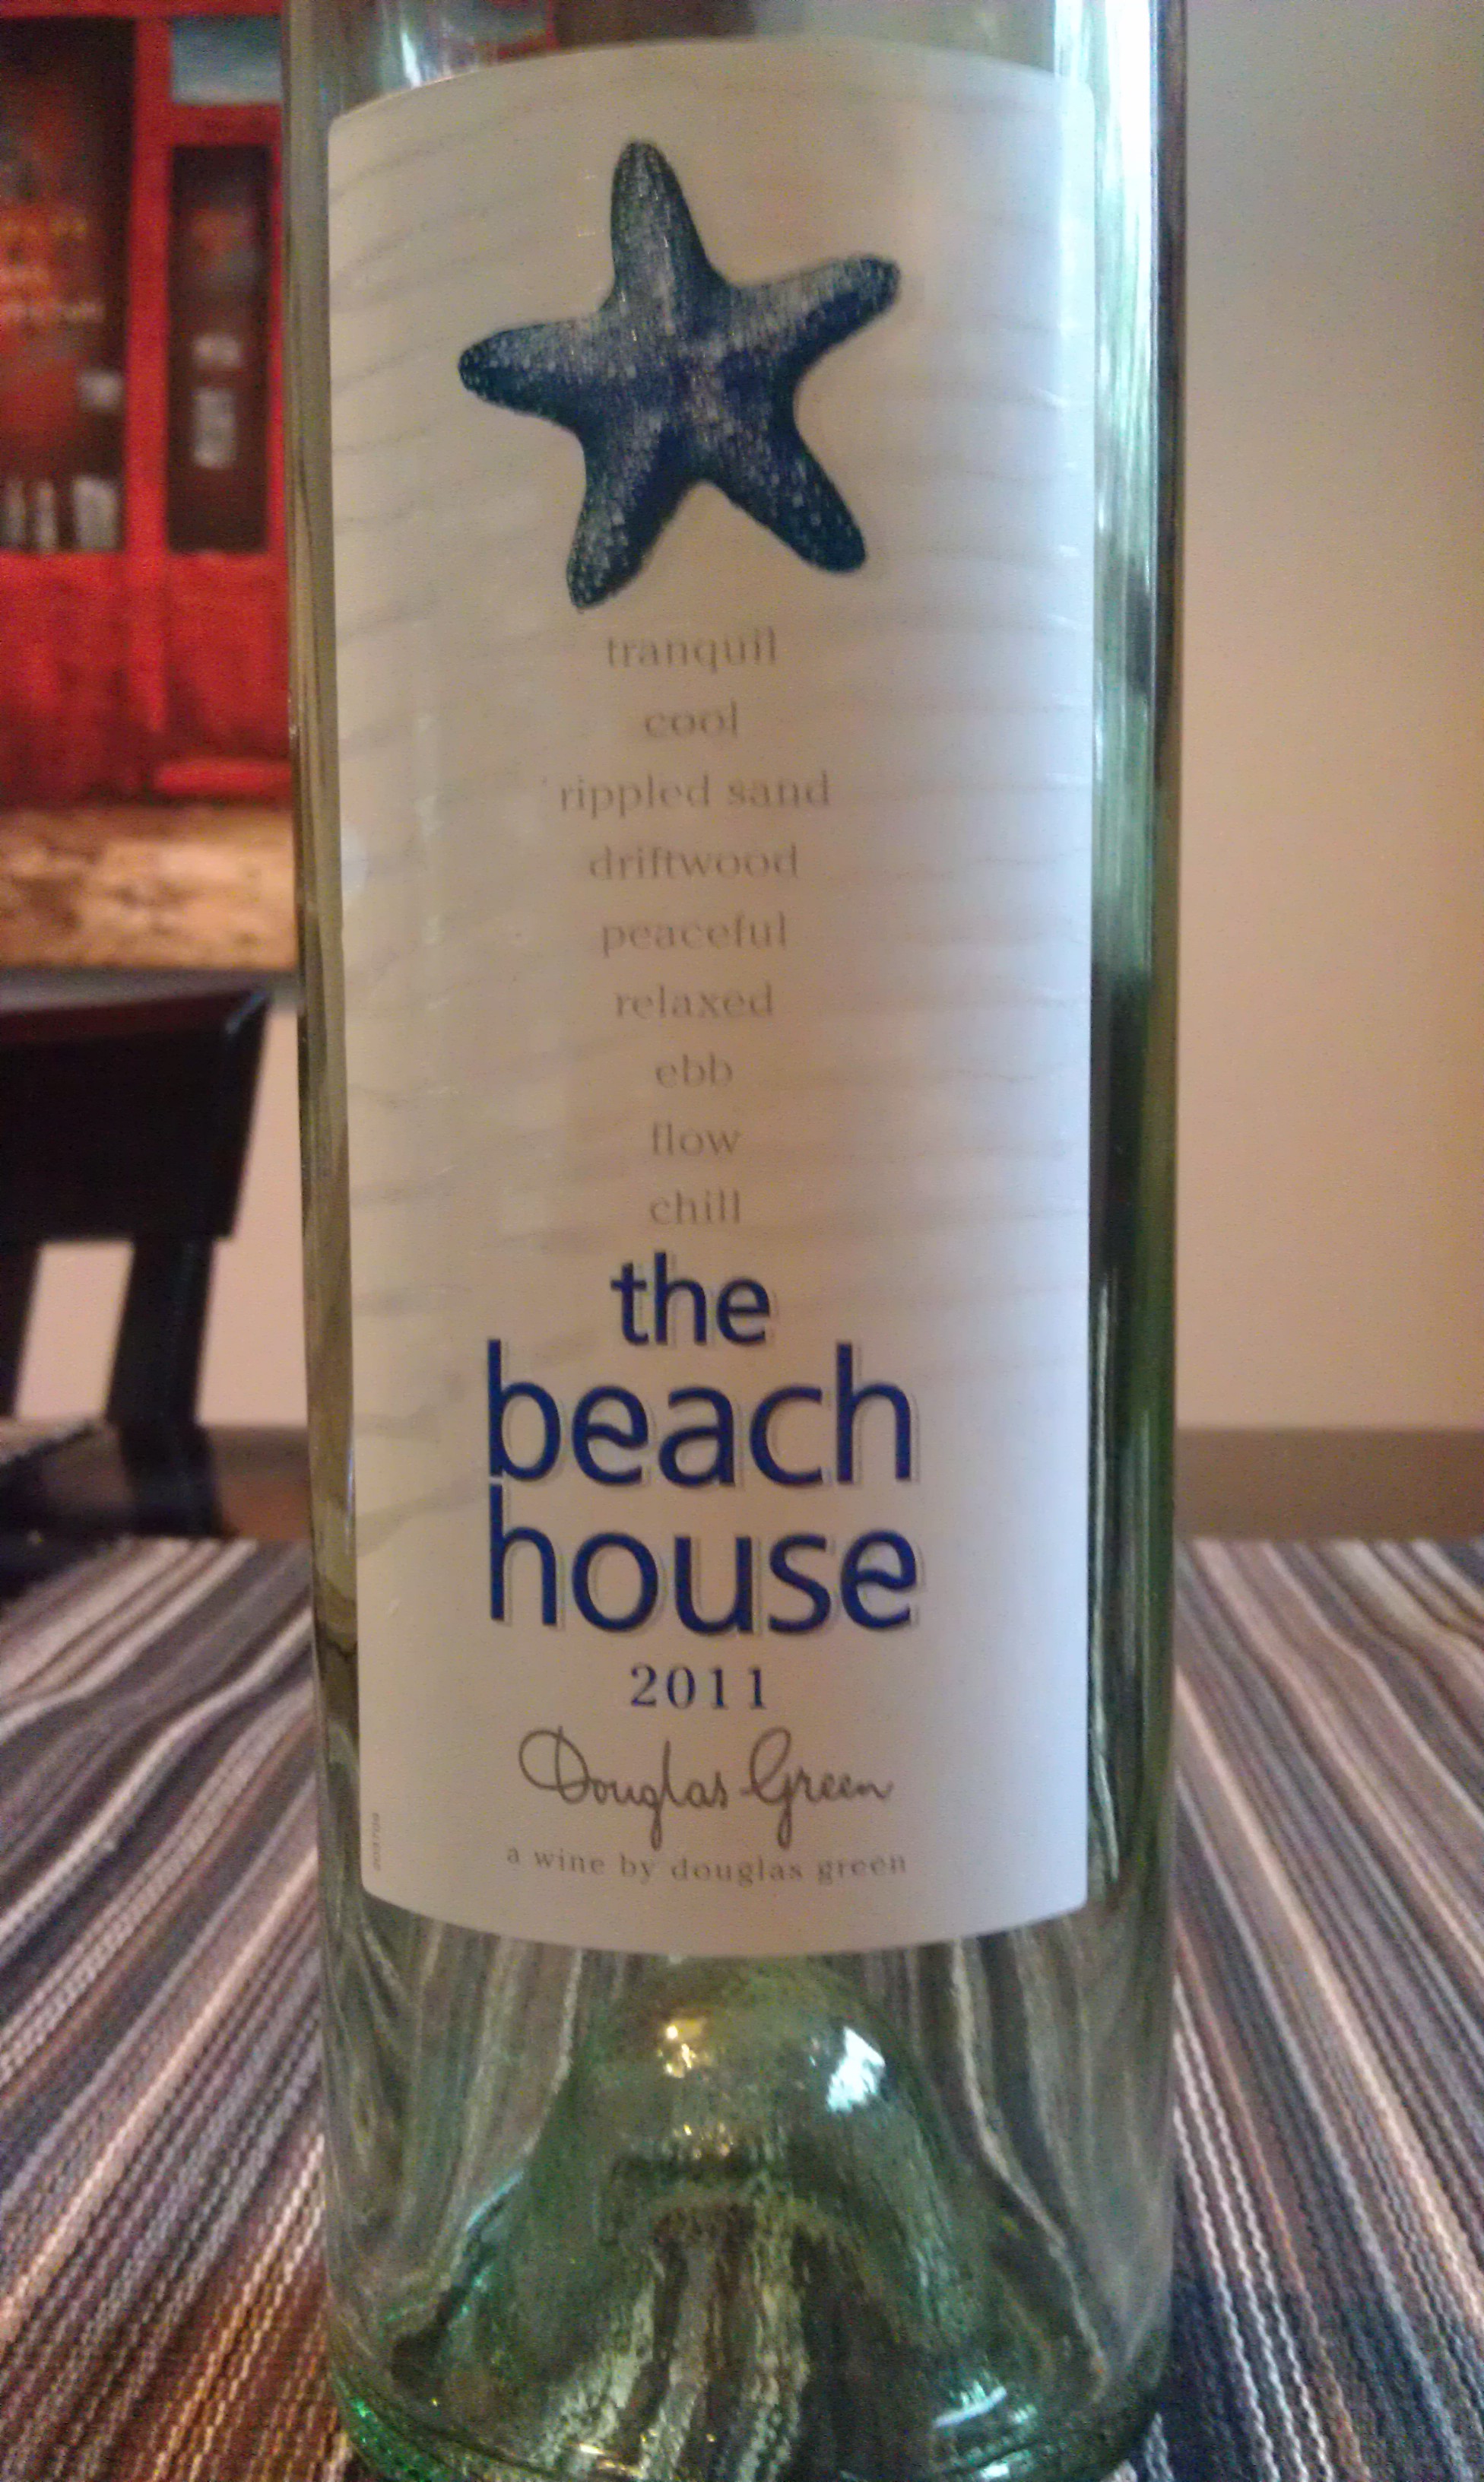 tranquil
cool
rippled sand
driftwood
peaceful
relaxed
ebb
flow
chill
the
beach
house
2011
Douglas Green
a wine by douglas green